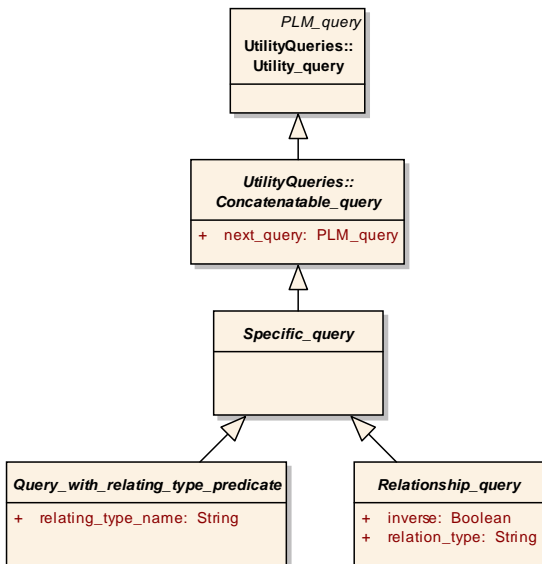 PLM_query
UtilityQueries::
Utility_query
UtilityQueries::
Concatenatable_query
+ next_query: PLM_query
Specific_query
Query_with_relating_type_predicate
+ relating_type_name: String
Relationship_query
+ inverse: Boolean
+ relation_type: String